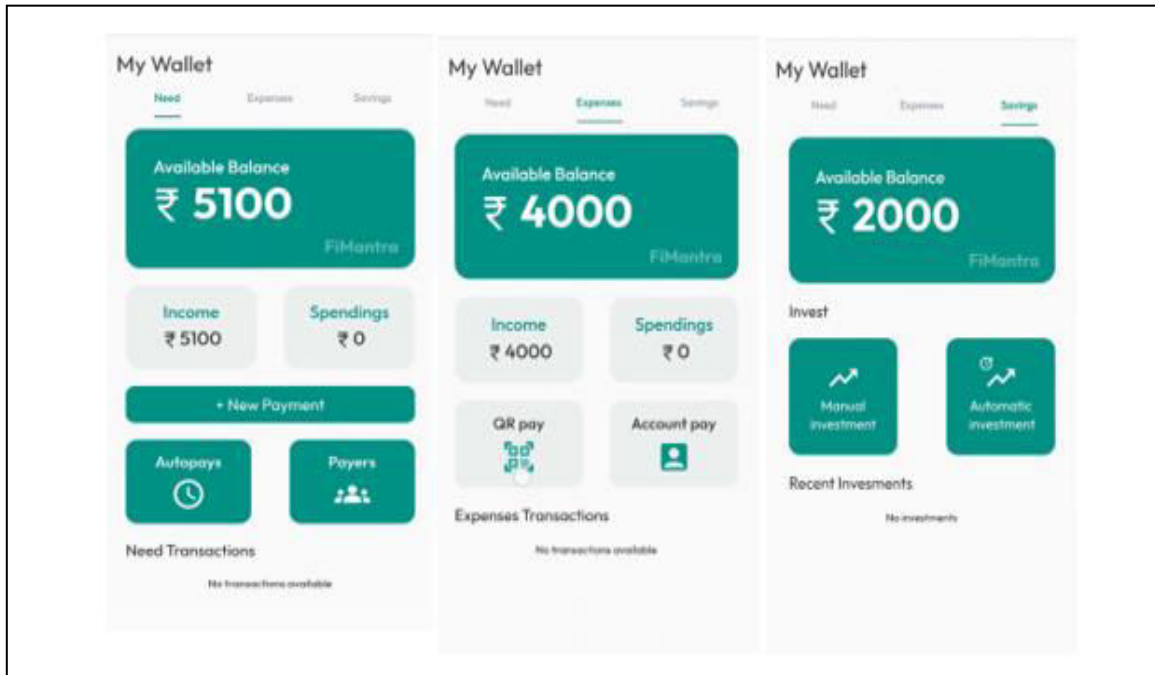 My Wallet
Need Expenses Savings
Available Balance
₹ 5100
FiMantra
Income Spendings
₹ 5100 ₹ 0
+ New Payment
Autopays Payers
Need Transactions
No transactions available
My Wallet
Need Expenses Savings
Available Balance
₹ 4000
FiMantra
Income Spendings
₹ 4000 ₹ 0
QR pay Account pay
Expenses Transactions
No transactions available
My Wallet
Need Expenses Savings
Available Balance
₹ 2000
FiMantra
Invest
Manual Automatic
investment investment
Recent Invesments
No investments